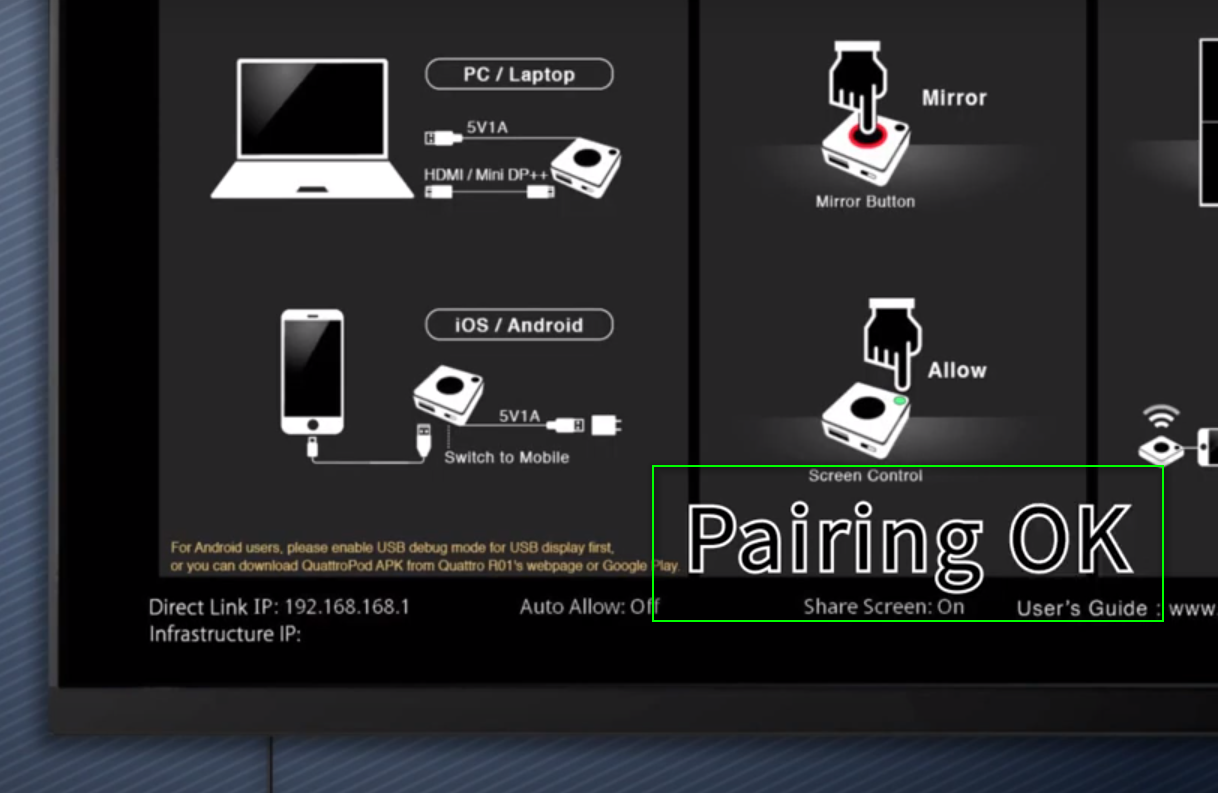 PC / Laptop
5V1A
HDMI / Mini DP++
Mirror
Mirror Button
iOS / Android
5V1A
Switch to Mobile
Allow
Screen Control
For Android users, please enable USB debug mode for USB display first,
or you can download QuattroPod APK from Quattro R01's webpage or Google Play.
Pairing OK
Direct Link IP: 192.168.168.1
Auto Allow: Off
Share Screen: On
User's Guide : www.
Infrastructure IP: